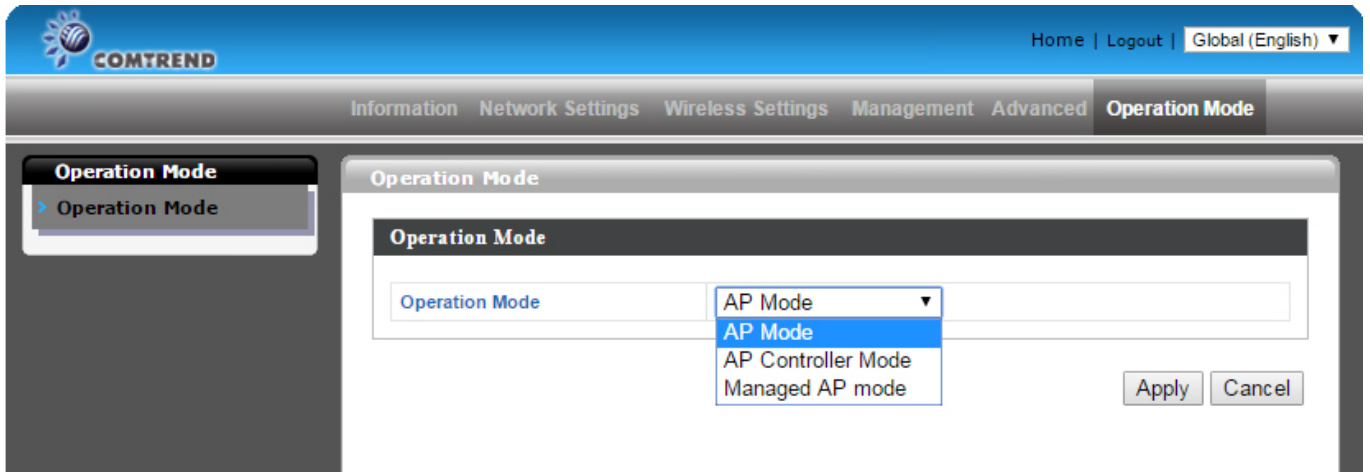 COMTREND
Home | Logout | Global (English) ▼
Information Network Settings Wireless Settings Management Advanced Operation Mode
Operation Mode
Operation Mode
Operation Mode
Operation Mode
Operation Mode AP Mode ▼
AP Mode
AP Controller Mode
Managed AP mode
Apply Cancel